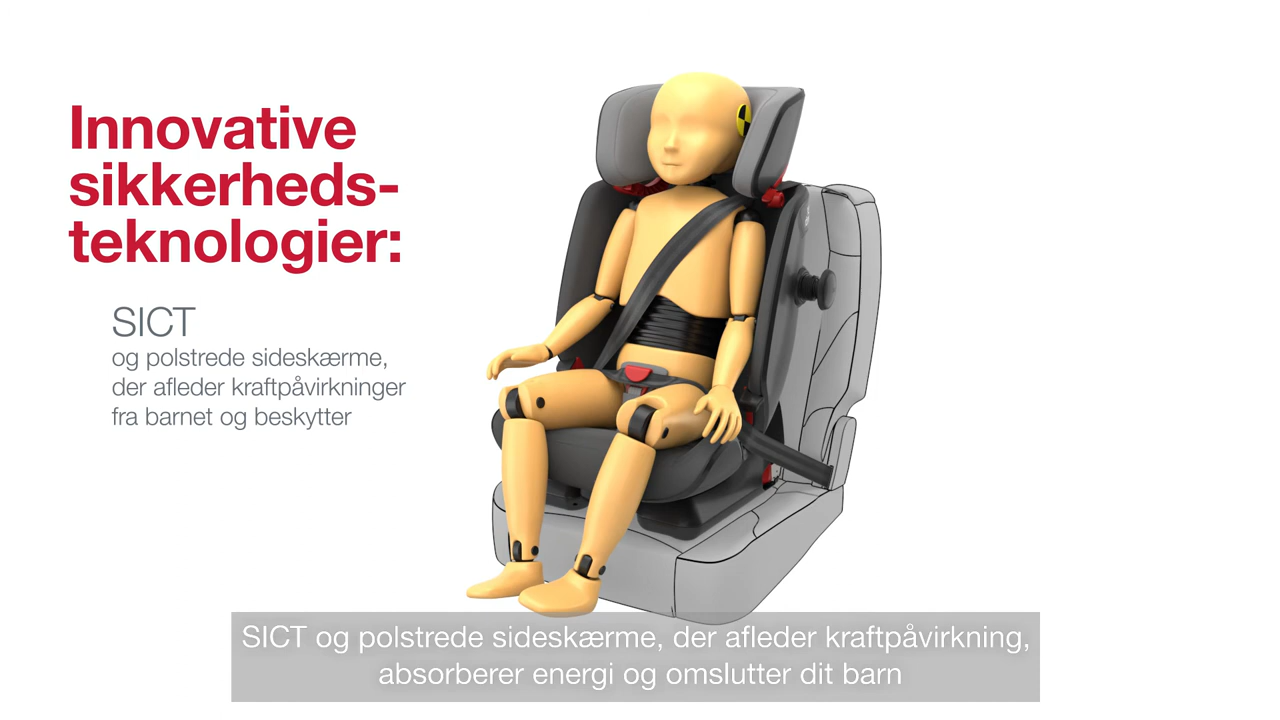 Innovative
sikkerheds-
teknologier:
SICT
og polstrede sideskærme,
der afleder kraftpåvirkninger
fra barnet og beskytter
SICT og polstrede sideskærme, der afleder kraftpåvirkning,
absorberer energi og omslutter dit barn